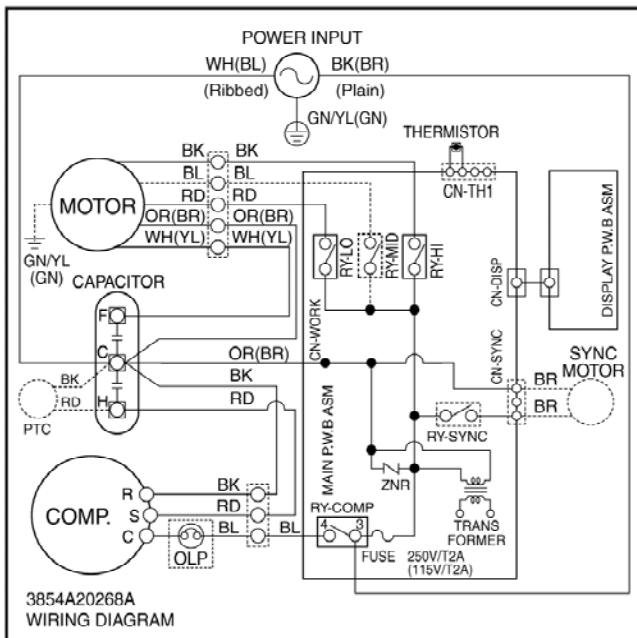 POWER INPUT
WH(BL) BK(BR)
(Ribbed) (Plain)
GN/YL(GN)
THERMISTOR
CN-TH1
BK BK
BL BL
RD RD
OR(BR) OR(BR)
WH(YL) WH(YL)
MOTOR
GN/YL
(GN)
RY-LO
RY-MID
RY-HI
CN-DISP
DISPLAY P.W.B ASM
CAPACITOR
F
C
H
CN-WORK
OR(BR)
BK
RD
BK
RD
PTC
CN-SYNC
SYNC
MOTOR
BR
BR
RY-SYNC
MAIN P.W.B ASM
ZNR
TRANS
FORMER
COMP.
R
S
C
BK
RD
BL BL
OLP
RY-COMP
4 3
FUSE
250V/T2A
(115V/T2A)
3854A20268A
WIRING DIAGRAM